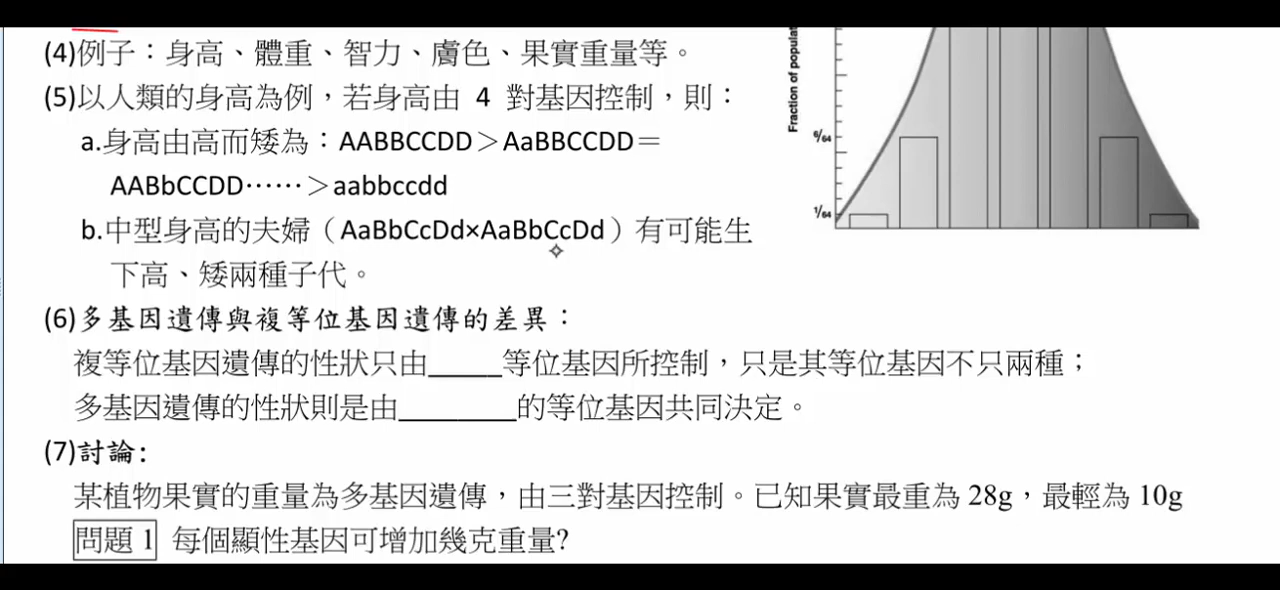 (4)例子：身高、體重、智力、膚色、果實重量等。
(5)以人類的身高為例，若身高由 4 對基因控制，則：
a.身高由高而矮為：AABBCCDD＞AaBBCCDD＝
AABbCCDD……＞aabbccdd
b.中型身高的夫婦（AaBbCcDd×AaBbCcDd）有可能生
下高、矮兩種子代。
(6)多基因遺傳與複等位基因遺傳的差異：
複等位基因遺傳的性狀只由_____等位基因所控制，只是其等位基因不只兩種；
多基因遺傳的性狀則是由________的等位基因共同決定。
(7)討論:
某植物果實的重量為多基因遺傳，由三對基因控制。已知果實最重為 28g，最輕為 10g
問題 1 每個顯性基因可增加幾克重量?
Fraction of
6/64
1/64